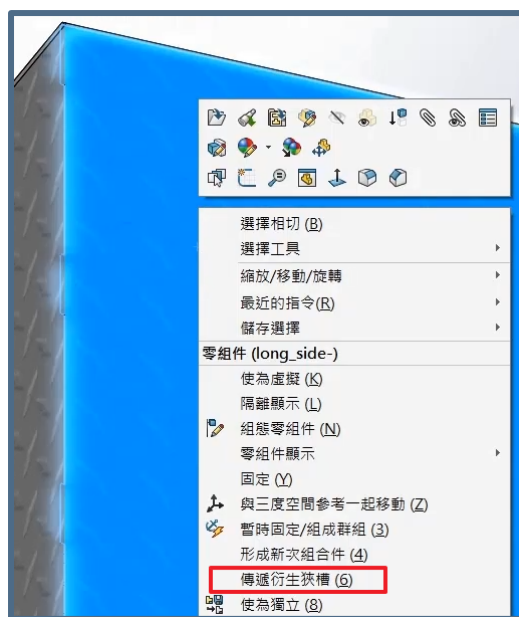 選擇相切 (B)
選擇工具
縮放/移動/旋轉
最近的指令(R)
儲存選擇
零組件 (long_side-)
使為虛擬 (K)
隔離顯示 (L)
組態零組件 (N)
零組件顯示
固定 (Y)
與三度空間參考一起移動 (Z)
暫時固定/組成群組 (3)
形成新次組合件 (4)
傳遞衍生狹槽 (6)
使為獨立 (8)